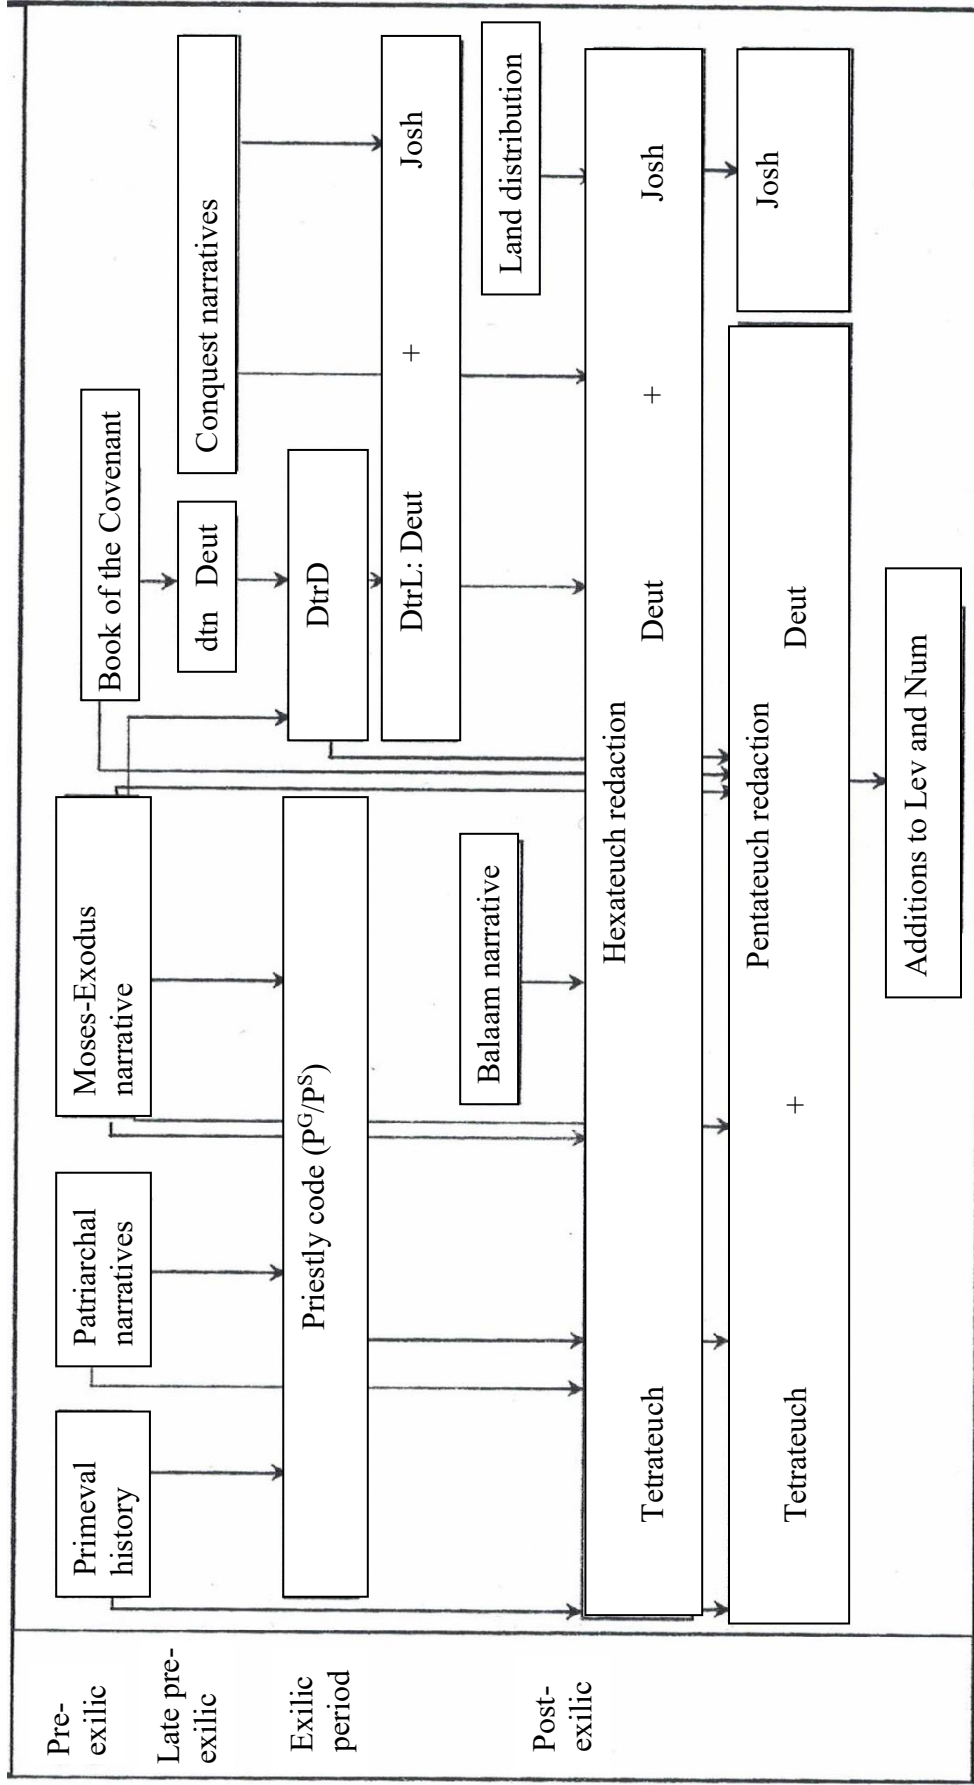 Pre-
exilic
Late pre-
exilic
Exilic
period
Post-
exilic
Primeval
history
Patriarchal
narratives
Moses-Exodus
narrative
Book of the Covenant
dtn Deut
Conquest narratives
Priestly code (P^G/P^S)
DtrD
DtrL: Deut + Josh
Balaam narrative
Land distribution
Hexateuch redaction
Tetrateuch Deut + Josh
Pentateuch redaction
Tetrateuch + Deut
Josh
Additions to Lev and Num